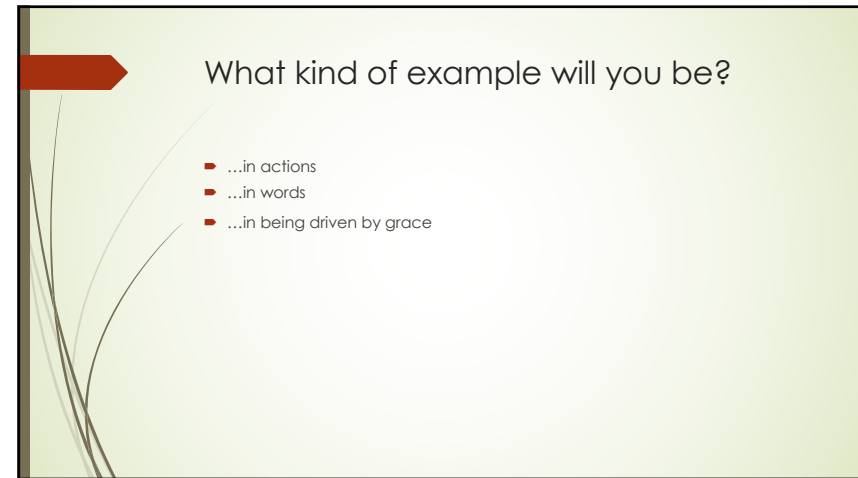 What kind of example will you be?
…in actions
…in words
…in being driven by grace